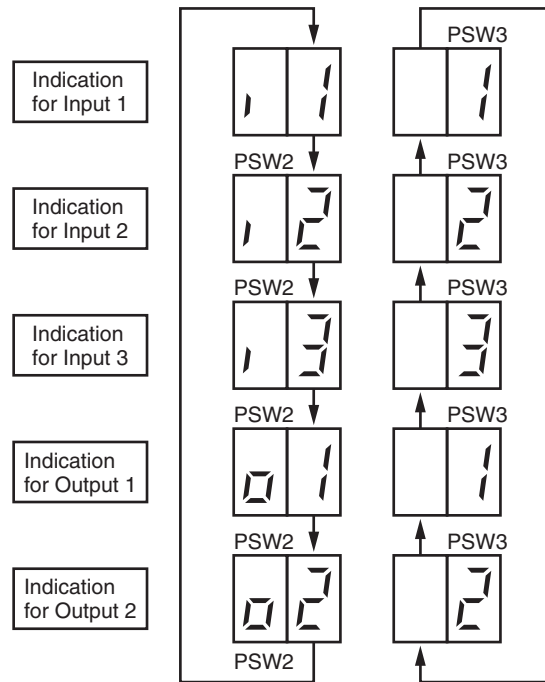 PSW3
Indication
for Input 1
i 1
1
PSW2
PSW3
Indication
for Input 2
i 2
2
PSW2
PSW3
Indication
for Input 3
i 3
3
PSW2
PSW3
Indication
for Output 1
o 1
1
PSW2
PSW3
Indication
for Output 2
o 2
2
PSW2